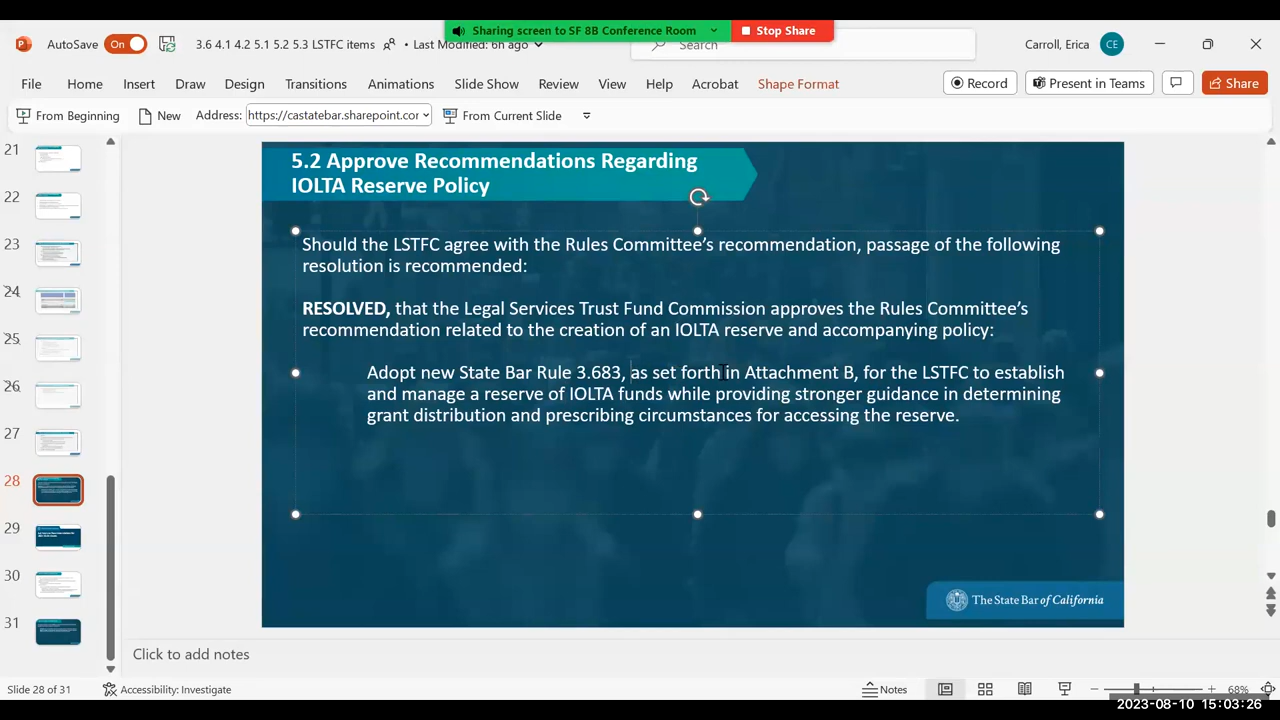 Sharing screen to SF 8B Conference Room
Stop Share
AutoSave
On
3.6 4.1 4.2 5.1 5.2 5.3 LSTFC items
• Last Modified: 6h ago
Search
Carroll, Erica
CE
File
Home
Insert
Draw
Design
Transitions
Animations
Slide Show
Review
View
Help
Acrobat
Shape Format
Record
Present in Teams
Share
From Beginning
New
Address:
https://castatebar.sharepoint.cor
From Current Slide
21
22
23
24
25
26
27
28
29
30
31
5.2 Approve Recommendations Regarding
IOLTA Reserve Policy
Should the LSTFC agree with the Rules Committee’s recommendation, passage of the following
resolution is recommended:
RESOLVED, that the Legal Services Trust Fund Commission approves the Rules Committee’s
recommendation related to the creation of an IOLTA reserve and accompanying policy:
Adopt new State Bar Rule 3.683, as set forth in Attachment B, for the LSTFC to establish
and manage a reserve of IOLTA funds while providing stronger guidance in determining
grant distribution and prescribing circumstances for accessing the reserve.
The State Bar of California
Click to add notes
Slide 28 of 31
Accessibility: Investigate
Notes
68%
2023-08-10 15:03:26